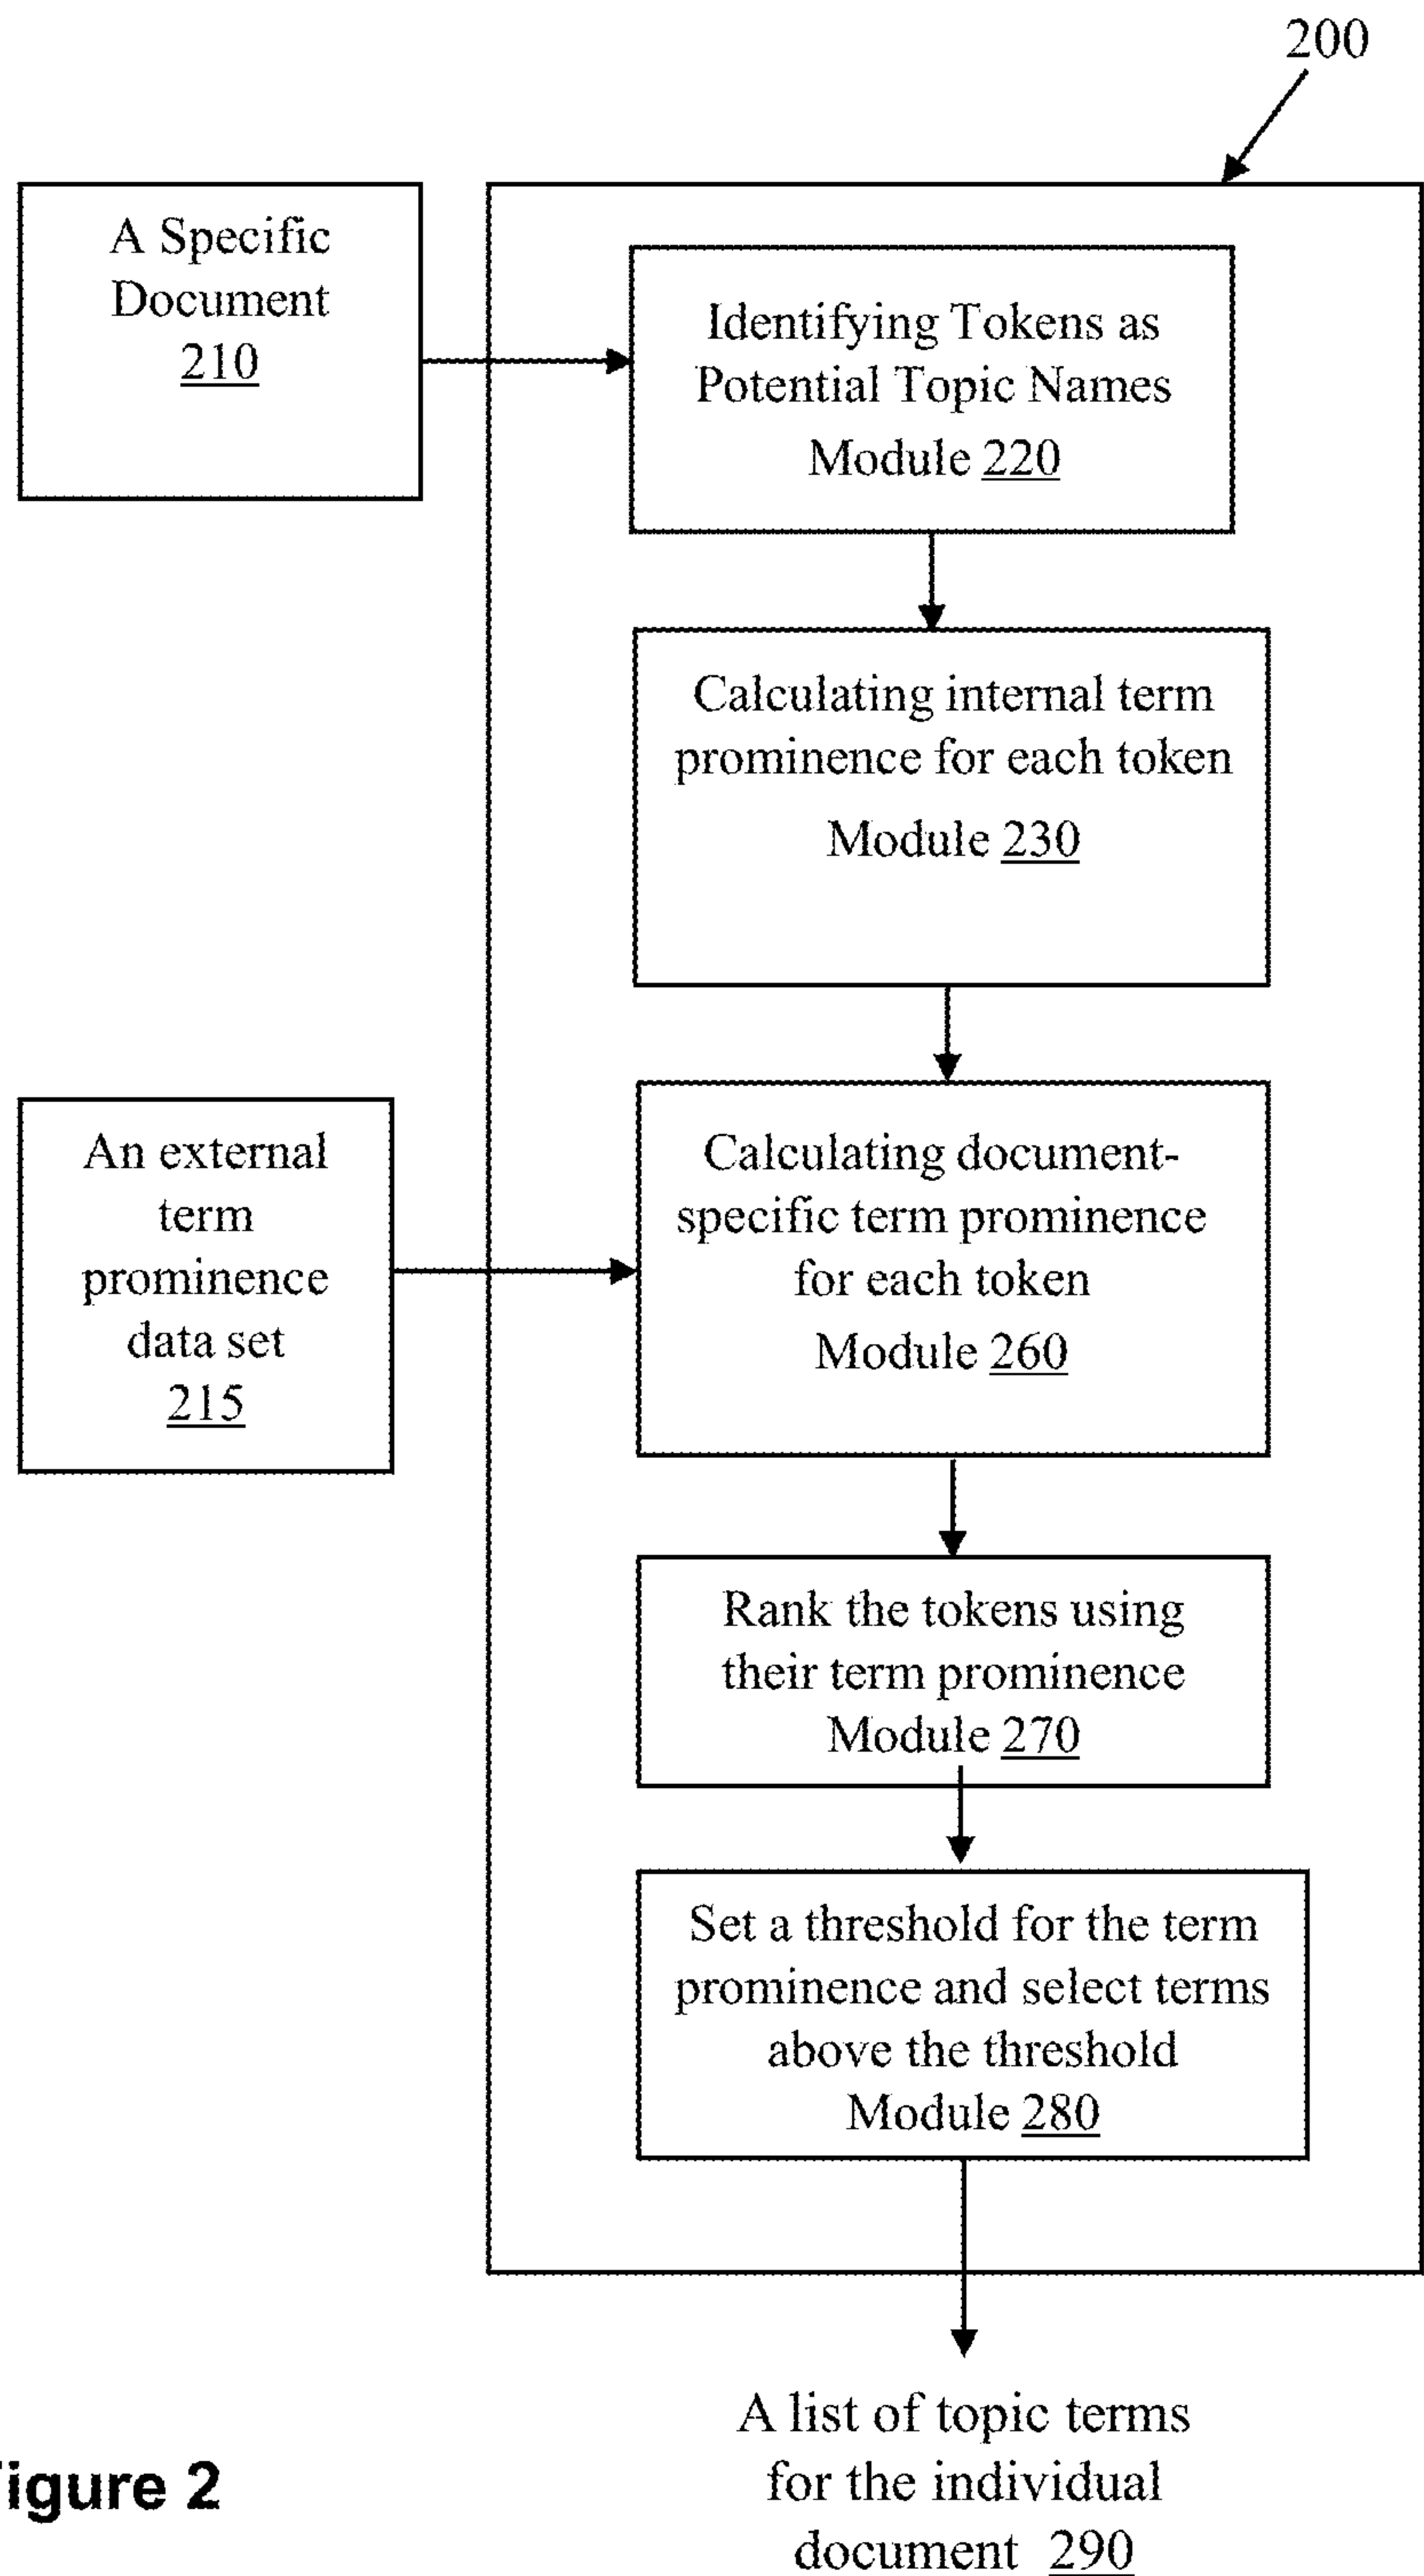 200
A Specific
Document
210
Identifying Tokens as
Potential Topic Names
Module 220
Calculating internal term
prominence for each token
Module 230
An external
term
prominence
data set
215
Calculating document-
specific term prominence
for each token
Module 260
Rank the tokens using
their term prominence
Module 270
Set a threshold for the term
prominence and select terms
above the threshold
Module 280
A list of topic terms
for the individual
document 290
igure 2